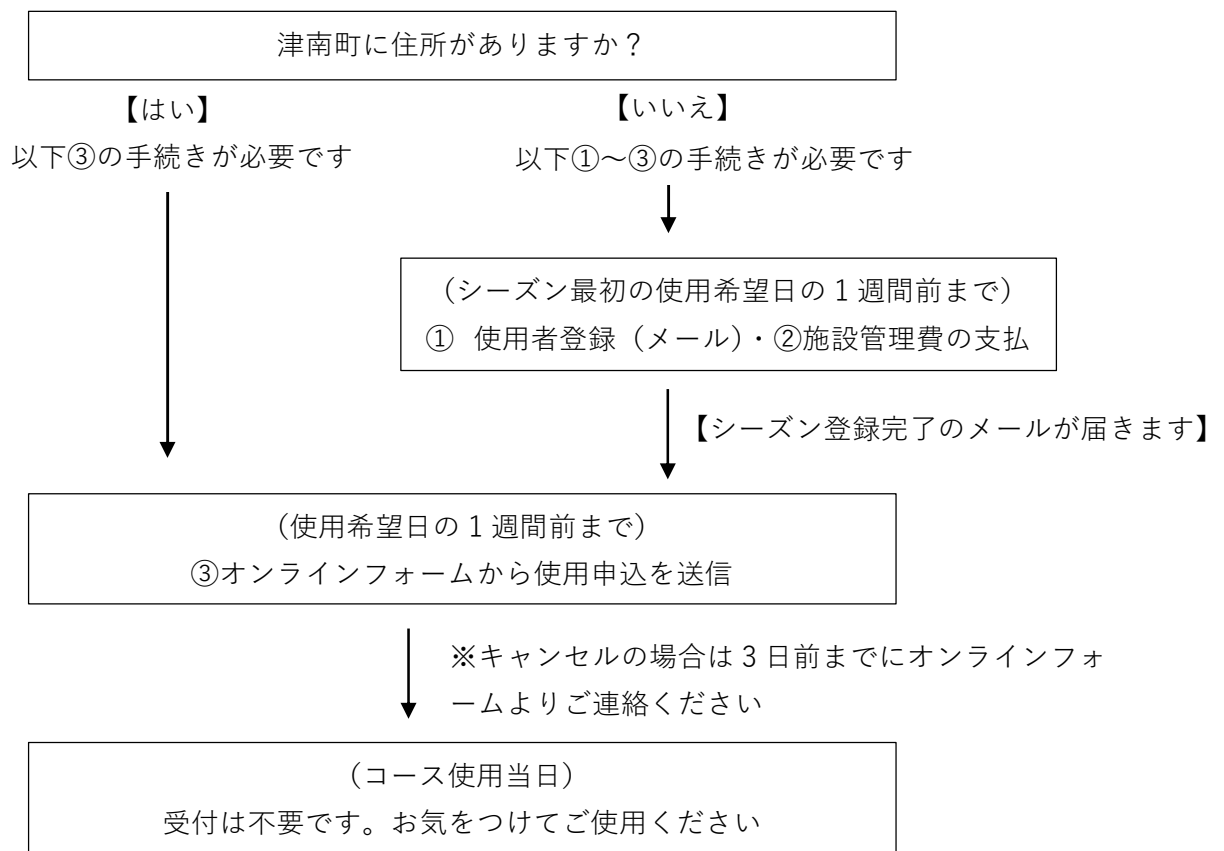 津南町に住所がありますか？
【はい】
以下③の手続きが必要です
【いいえ】
以下①～③の手続きが必要です
（シーズン最初の使用希望日の１週間前まで）
① 使用者登録（メール）・②施設管理費の支払
【シーズン登録完了のメールが届きます】
（使用希望日の１週間前まで）
③オンラインフォームから使用申込を送信
※キャンセルの場合は３日前までにオンラインフォ
ームよりご連絡ください
（コース使用当日）
受付は不要です。お気をつけてご使用ください